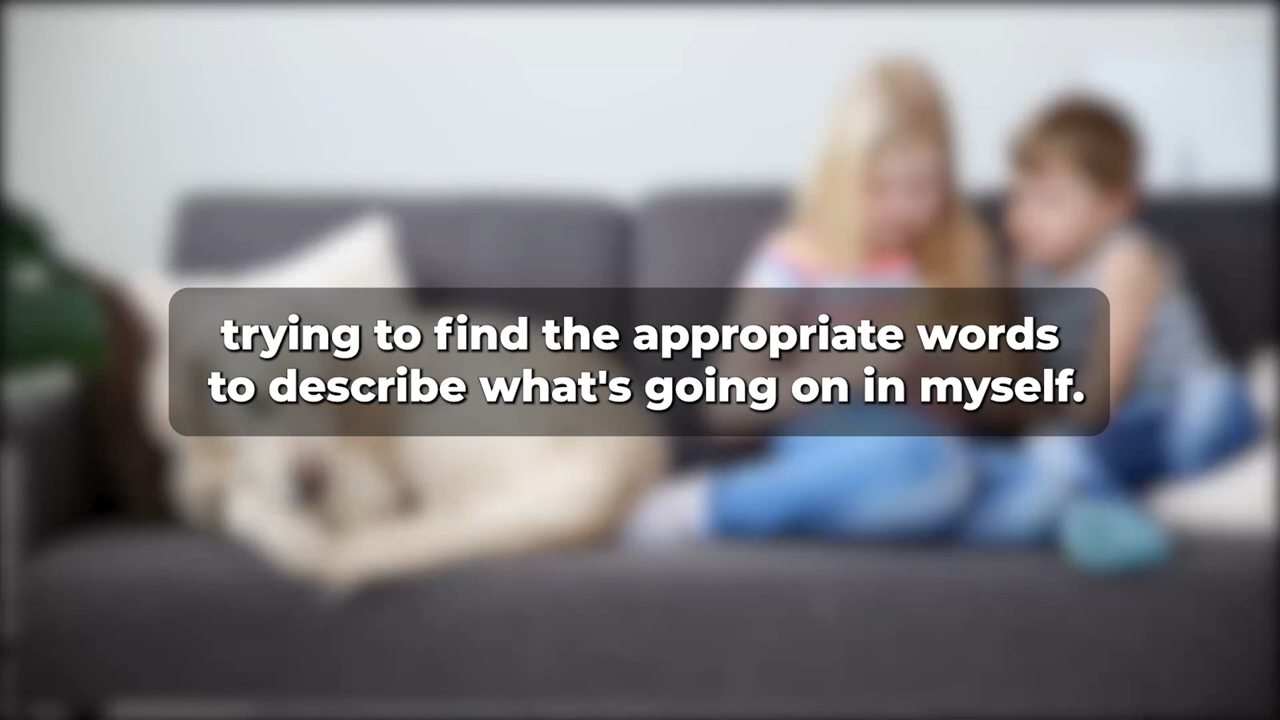 trying to find the appropriate words
to describe what's going on in myself.